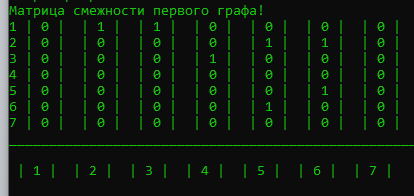 Матрица смежности первого графа!
1 | 0 | | 1 | | 1 | | 0 | | 0 | | 0 | | 0 |
2 | 0 | | 0 | | 0 | | 0 | | 1 | | 1 | | 0 |
3 | 0 | | 0 | | 0 | | 1 | | 0 | | 0 | | 0 |
4 | 0 | | 0 | | 0 | | 0 | | 0 | | 0 | | 0 |
5 | 0 | | 0 | | 0 | | 0 | | 0 | | 1 | | 0 |
6 | 0 | | 0 | | 0 | | 0 | | 1 | | 0 | | 0 |
7 | 0 | | 0 | | 0 | | 0 | | 0 | | 0 | | 0 |
| 1 | | 2 | | 3 | | 4 | | 5 | | 6 | | 7 |